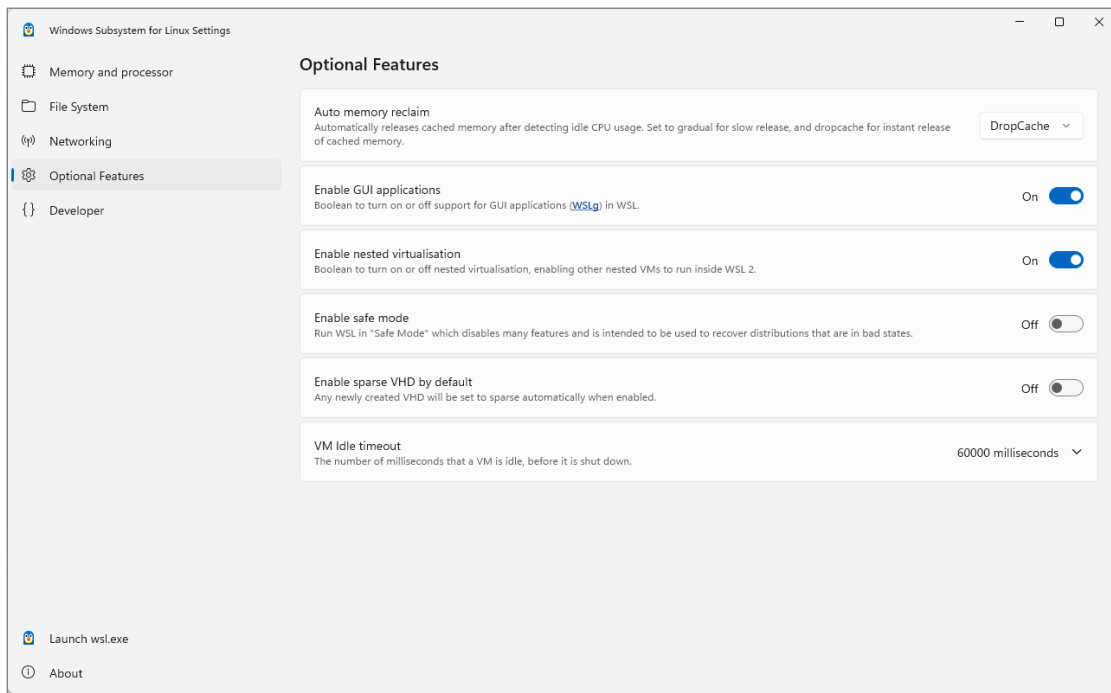 Windows Subsystem for Linux Settings
Memory and processor
File System
Networking
Optional Features
Developer
Launch wsl.exe
About
Optional Features
Auto memory reclaim
Automatically releases cached memory after detecting idle CPU usage. Set to gradual for slow release, and dropcache for instant release
of cached memory.
DropCache
Enable GUI applications
Boolean to turn on or off support for GUI applications (WSLg) in WSL.
On
Enable nested virtualisation
Boolean to turn on or off nested virtualisation, enabling other nested VMs to run inside WSL 2.
On
Enable safe mode
Run WSL in "Safe Mode" which disables many features and is intended to be used to recover distributions that are in bad states.
Off
Enable sparse VHD by default
Any newly created VHD will be set to sparse automatically when enabled.
Off
VM Idle timeout
The number of milliseconds that a VM is idle, before it is shut down.
60000 milliseconds